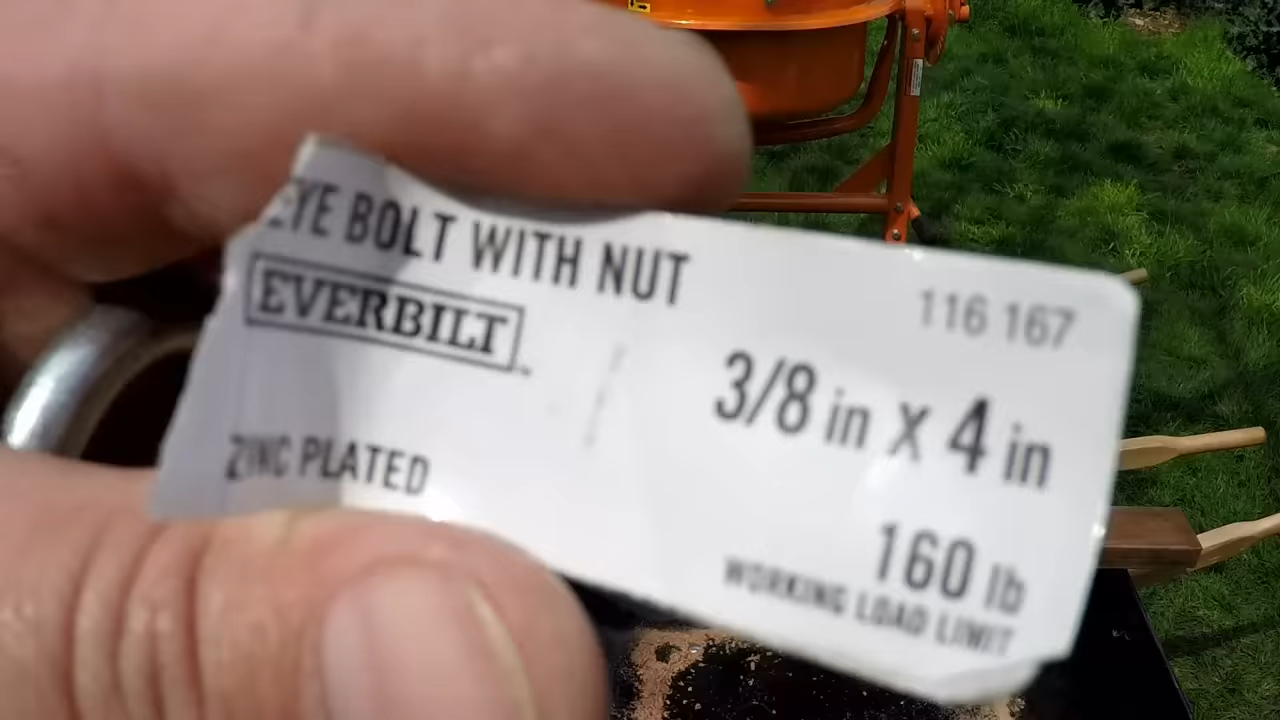 EYE BOLT WITH NUT
EVERBILT
116 167
3/8 in x 4 in
ZINC PLATED
160 lb
WORKING LOAD LIMIT